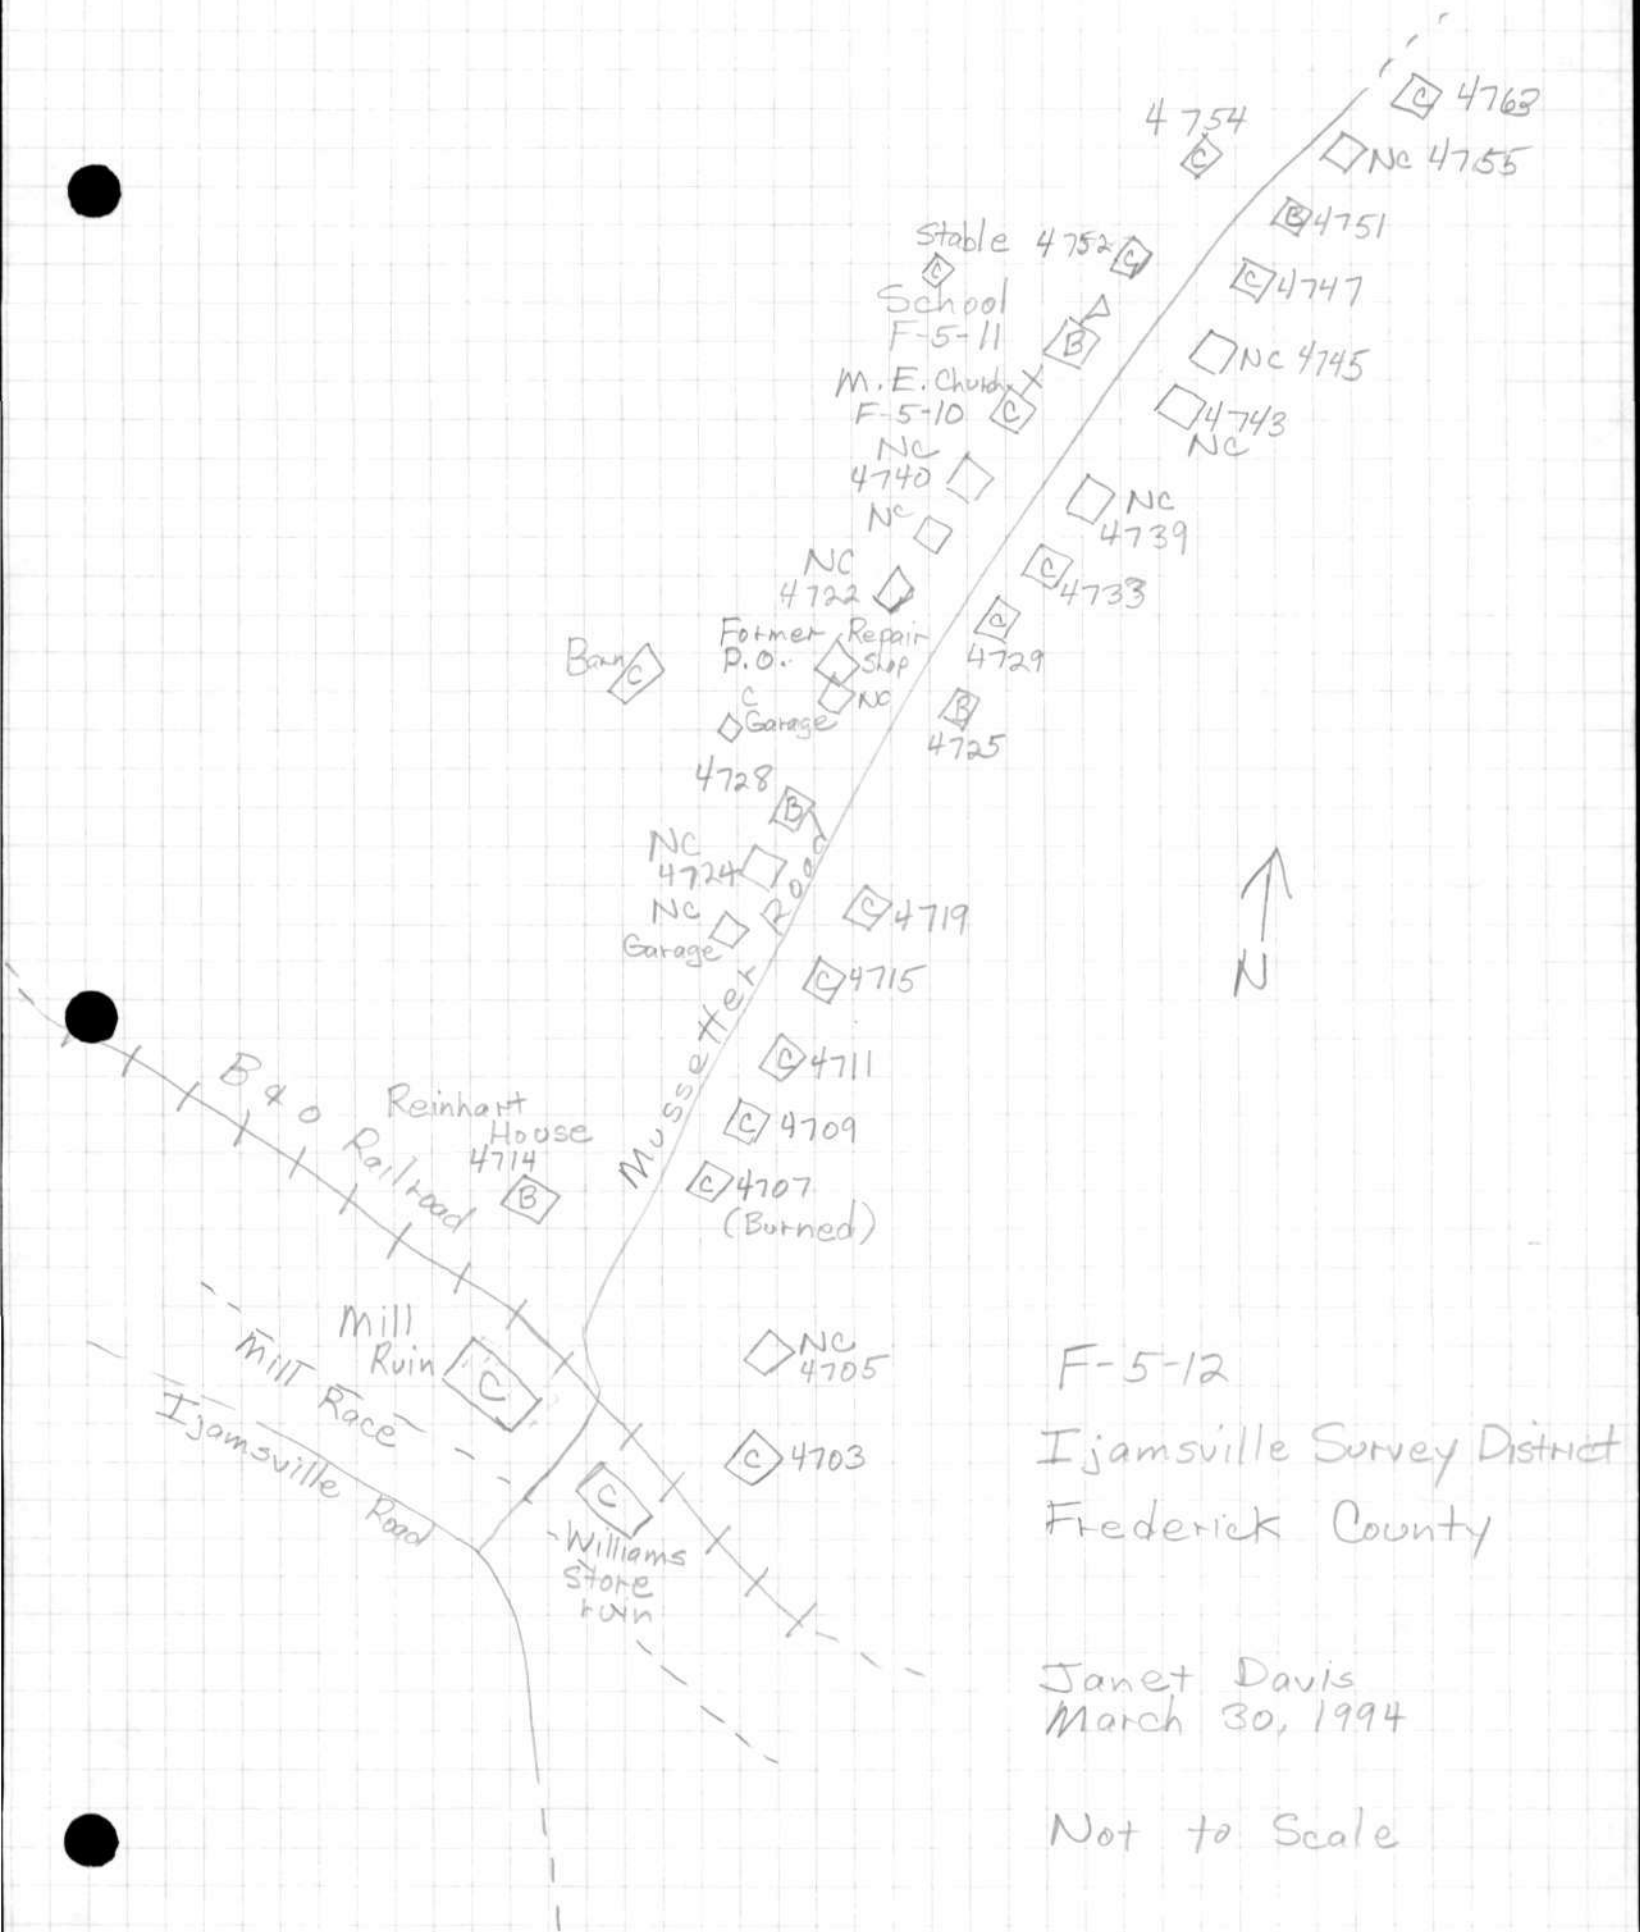 C 4763
4754
C
NC 4755
B 4751
Stable 4752 C
C
C 4747
School
F-5-11
B
NC 4745
M.E. Church
F-5-10 C
4743
NC
NC
4740
NC
4739
NC
C 4733
NC
4722
C
4729
Former
P.O.
Repair
Shop
Barn C
C
Garage
NC
B
4725
4728
B
NC
4724
C 4719
NC
Garage
C 4715
Mussetter Road
N
C 4711
B & O Railroad
Reinhart
House
4714
B
C 4709
C 4707
(Burned)
Mill
Ruin
C
Mill Race
Ijamsville Road
NC
4705
C 4703
C
Williams
Store
ruin
F-5-12
Ijamsville Survey District
Frederick County
Janet Davis
March 30, 1994
Not to Scale